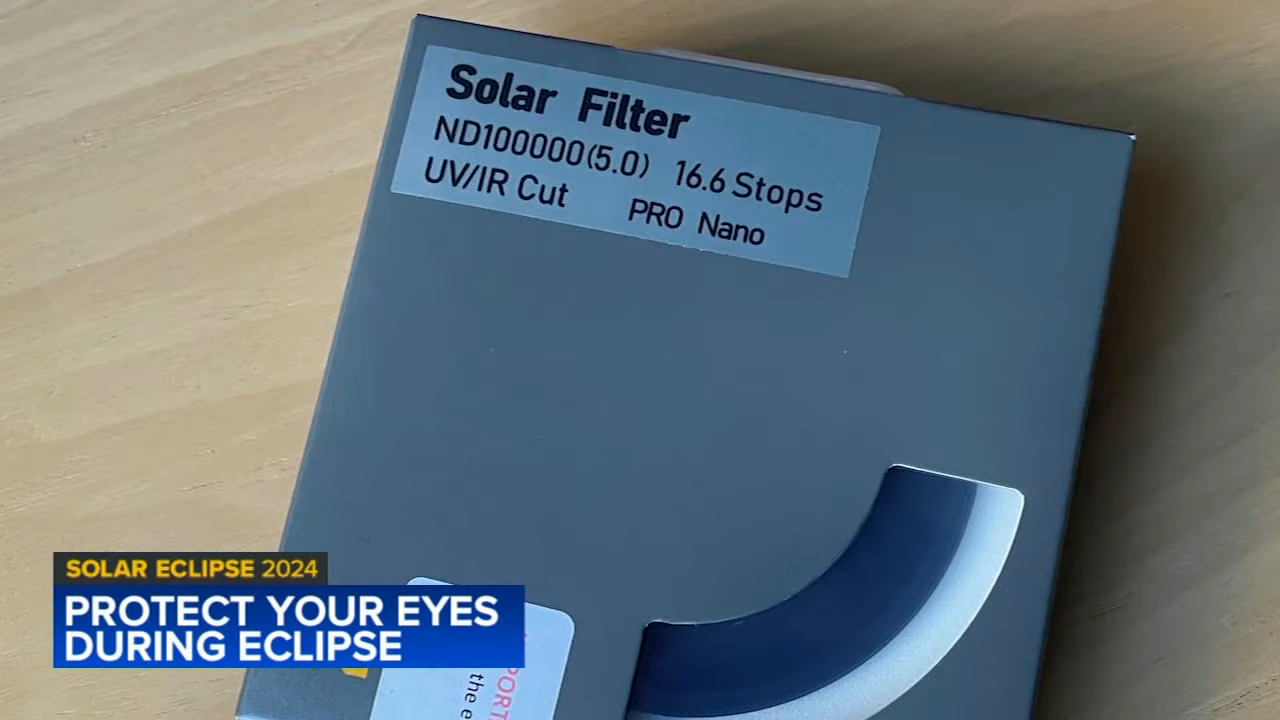 Solar Filter
ND100000(5.0) 16.6 Stops
UV/IR Cut PRO Nano
SOLAR ECLIPSE 2024
PROTECT YOUR EYES
DURING ECLIPSE
the